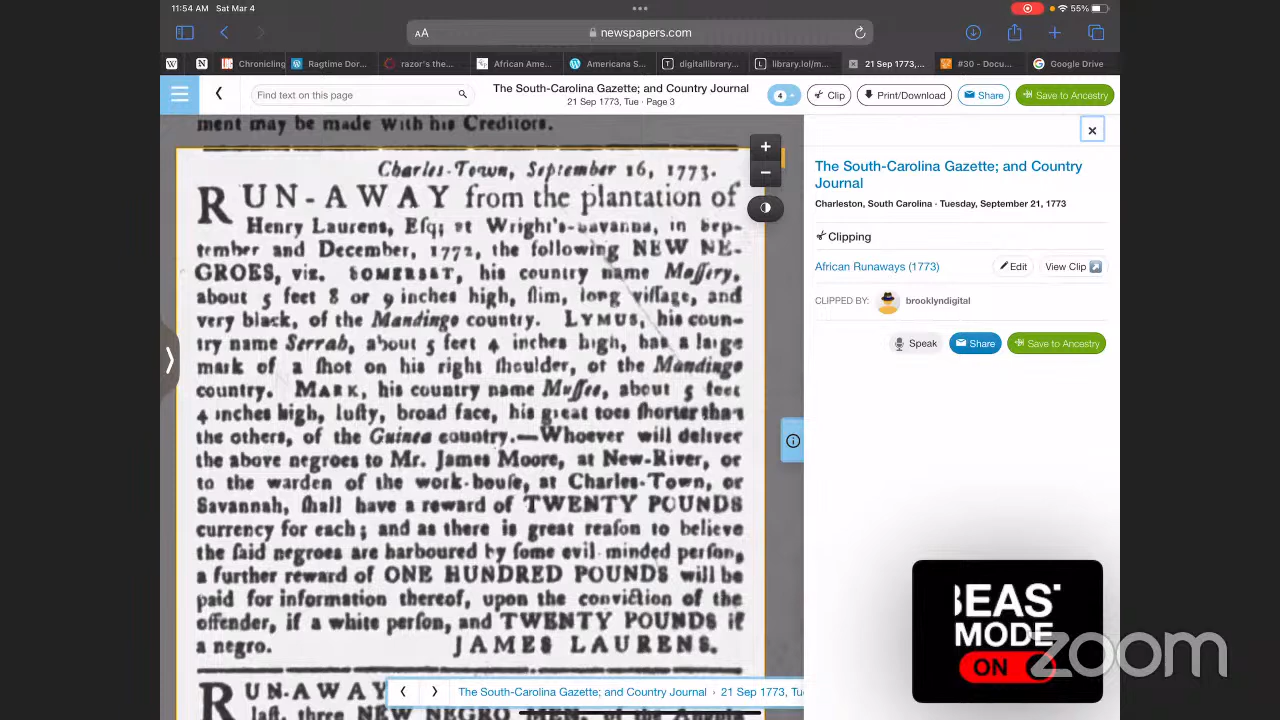 11:54 AM Sat Mar 4
55%
AA newspapers.com
Chronicling
Ragtime Dor...
razor's the...
African Ame...
Americana S...
digitallibrary...
library.lol/m...
21 Sep 1773,...
#30 - Docu...
Google Drive
Find text on this page
The South-Carolina Gazette; and Country Journal
21 Sep 1773, Tue · Page 3
4
Clip
Print/Download
Share
Save to Ancestry
ment may be made with his Creditors.
Charles-Town, September 16, 1773.
RUN-AWAY from the plantation of
Henry Laurens, Eſq; at Wright's-Savanna, in Sep-
tember and December, 1772, the following NEW NE-
GROES, viz. SOMERSET, his country name Maſſery,
about 5 feet 8 or 9 inches high, ſlim, long viſſage, and
very black, of the Mandingo country. LYMUS, his coun-
try name Serrah, about 5 feet 4 inches high, has a large
mark of a ſhot on his right ſhoulder, of the Mandingo
country. MARK, his country name Muſſee, about 5 feet
4 inches high, luſty, broad face, his great toes ſhorter than
the others, of the Guinea country.—Whoever will deliver
the above negroes to Mr. James Moore, at New-River, or
to the warden of the work-houſe, at Charles-Town, or
Savannah, ſhall have a reward of TWENTY POUNDS
currency for each; and as there is great reaſon to believe
the ſaid negroes are harboured by ſome evil-minded perſon,
a further reward of ONE HUNDRED POUNDS will be
paid for information thereof, upon the conviction of the
offender, if a white perſon, and TWENTY POUNDS if
a negro. JAMES LAURENS.
RUN-AWAY
laſt, three NEW NEGRO MEN, of the Angola
The South-Carolina Gazette; and Country Journal › 21 Sep 1773, Tu
The South-Carolina Gazette; and Country
Journal
Charleston, South Carolina · Tuesday, September 21, 1773
Clipping
African Runaways (1773)
Edit
View Clip
CLIPPED BY: brooklyndigital
Speak
Share
Save to Ancestry
BEAST
MODE
ON
zoom